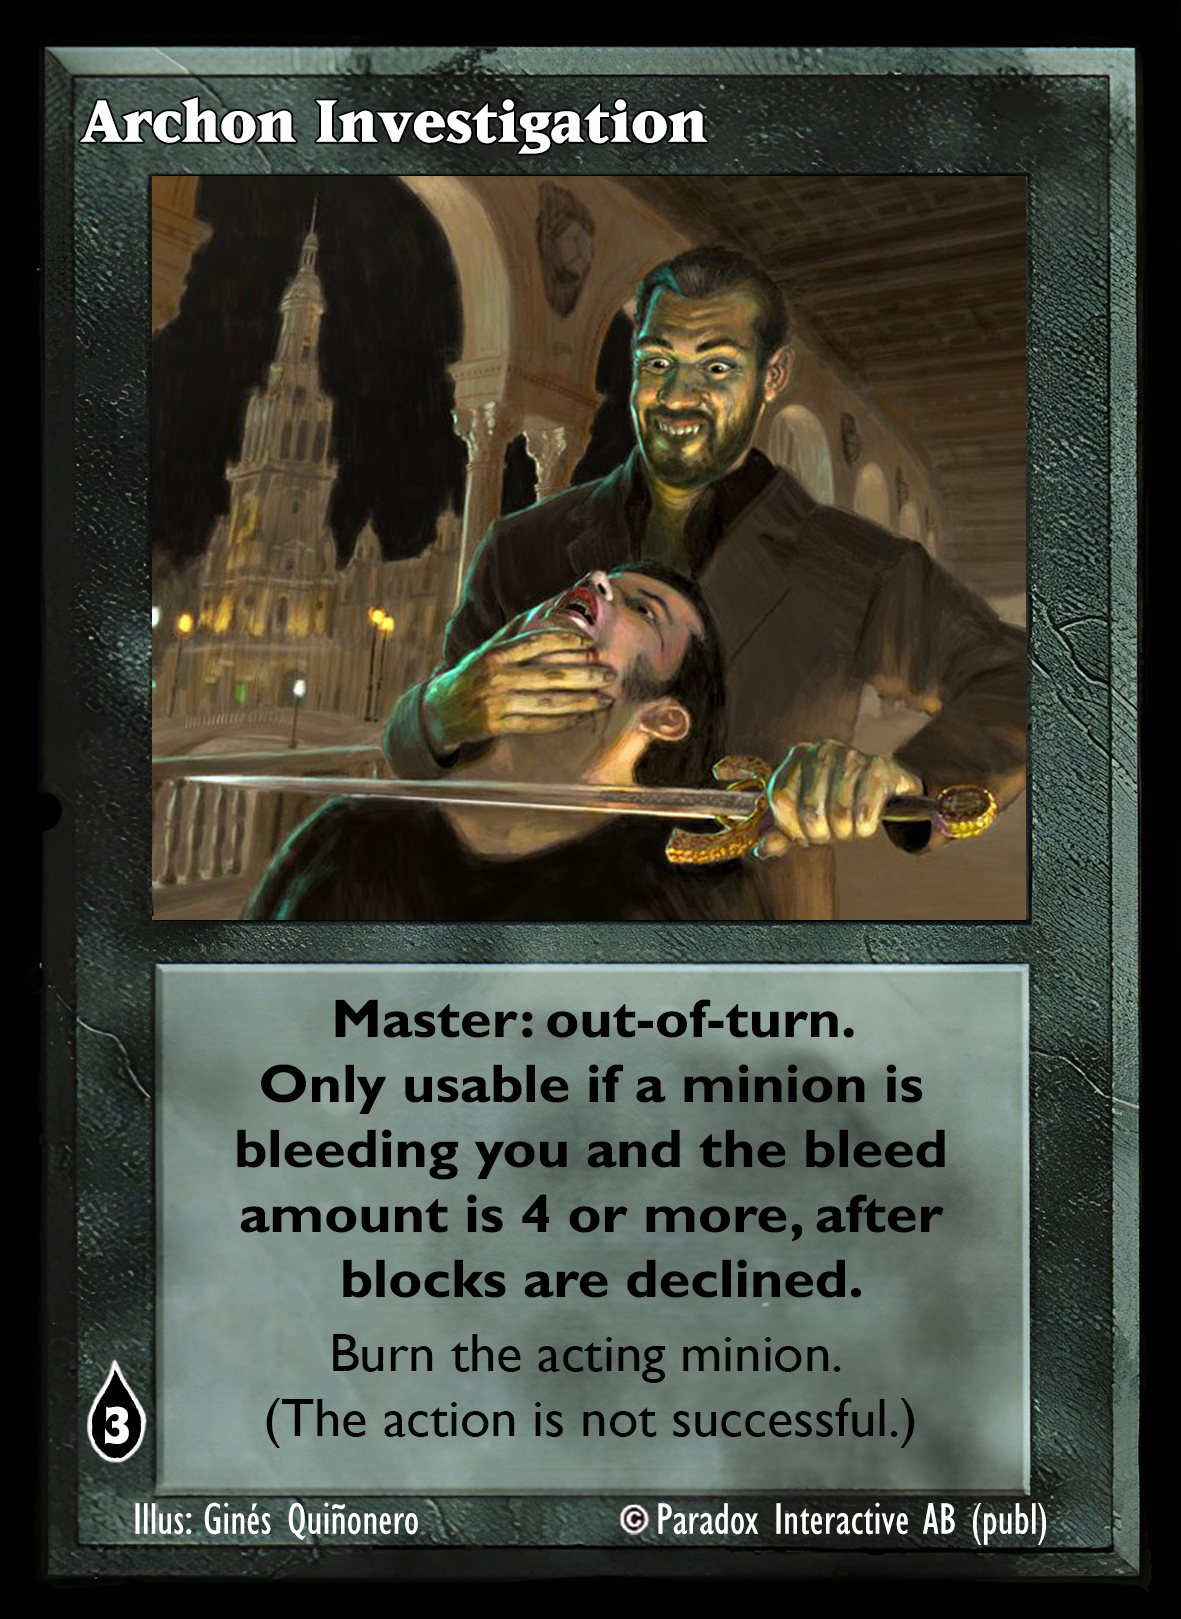 Archon Investigation
Master: out-of-turn.
Only usable if a minion is
bleeding you and the bleed
amount is 4 or more, after
blocks are declined.
Burn the acting minion.
(The action is not successful.)
3
Illus: Ginés Quiñonero
© Paradox Interactive AB (publ)